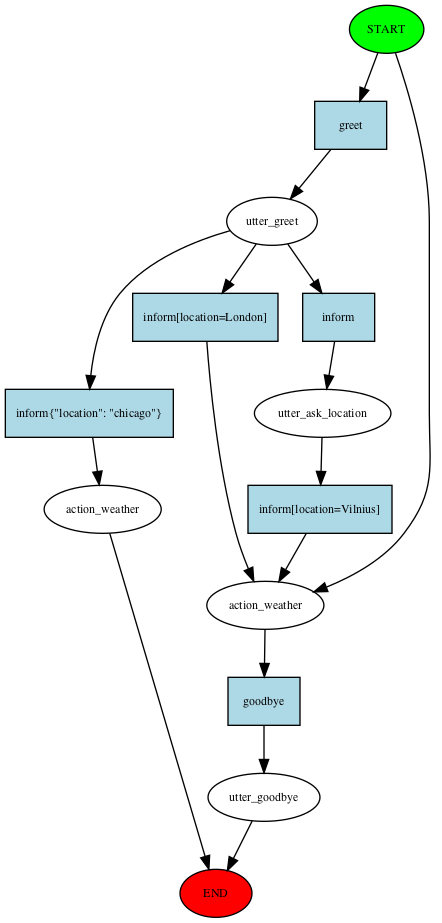 START
greet
utter_greet
inform[location=London]
inform
inform{"location": "chicago"}
utter_ask_location
action_weather
inform[location=Vilnius]
action_weather
goodbye
utter_goodbye
END